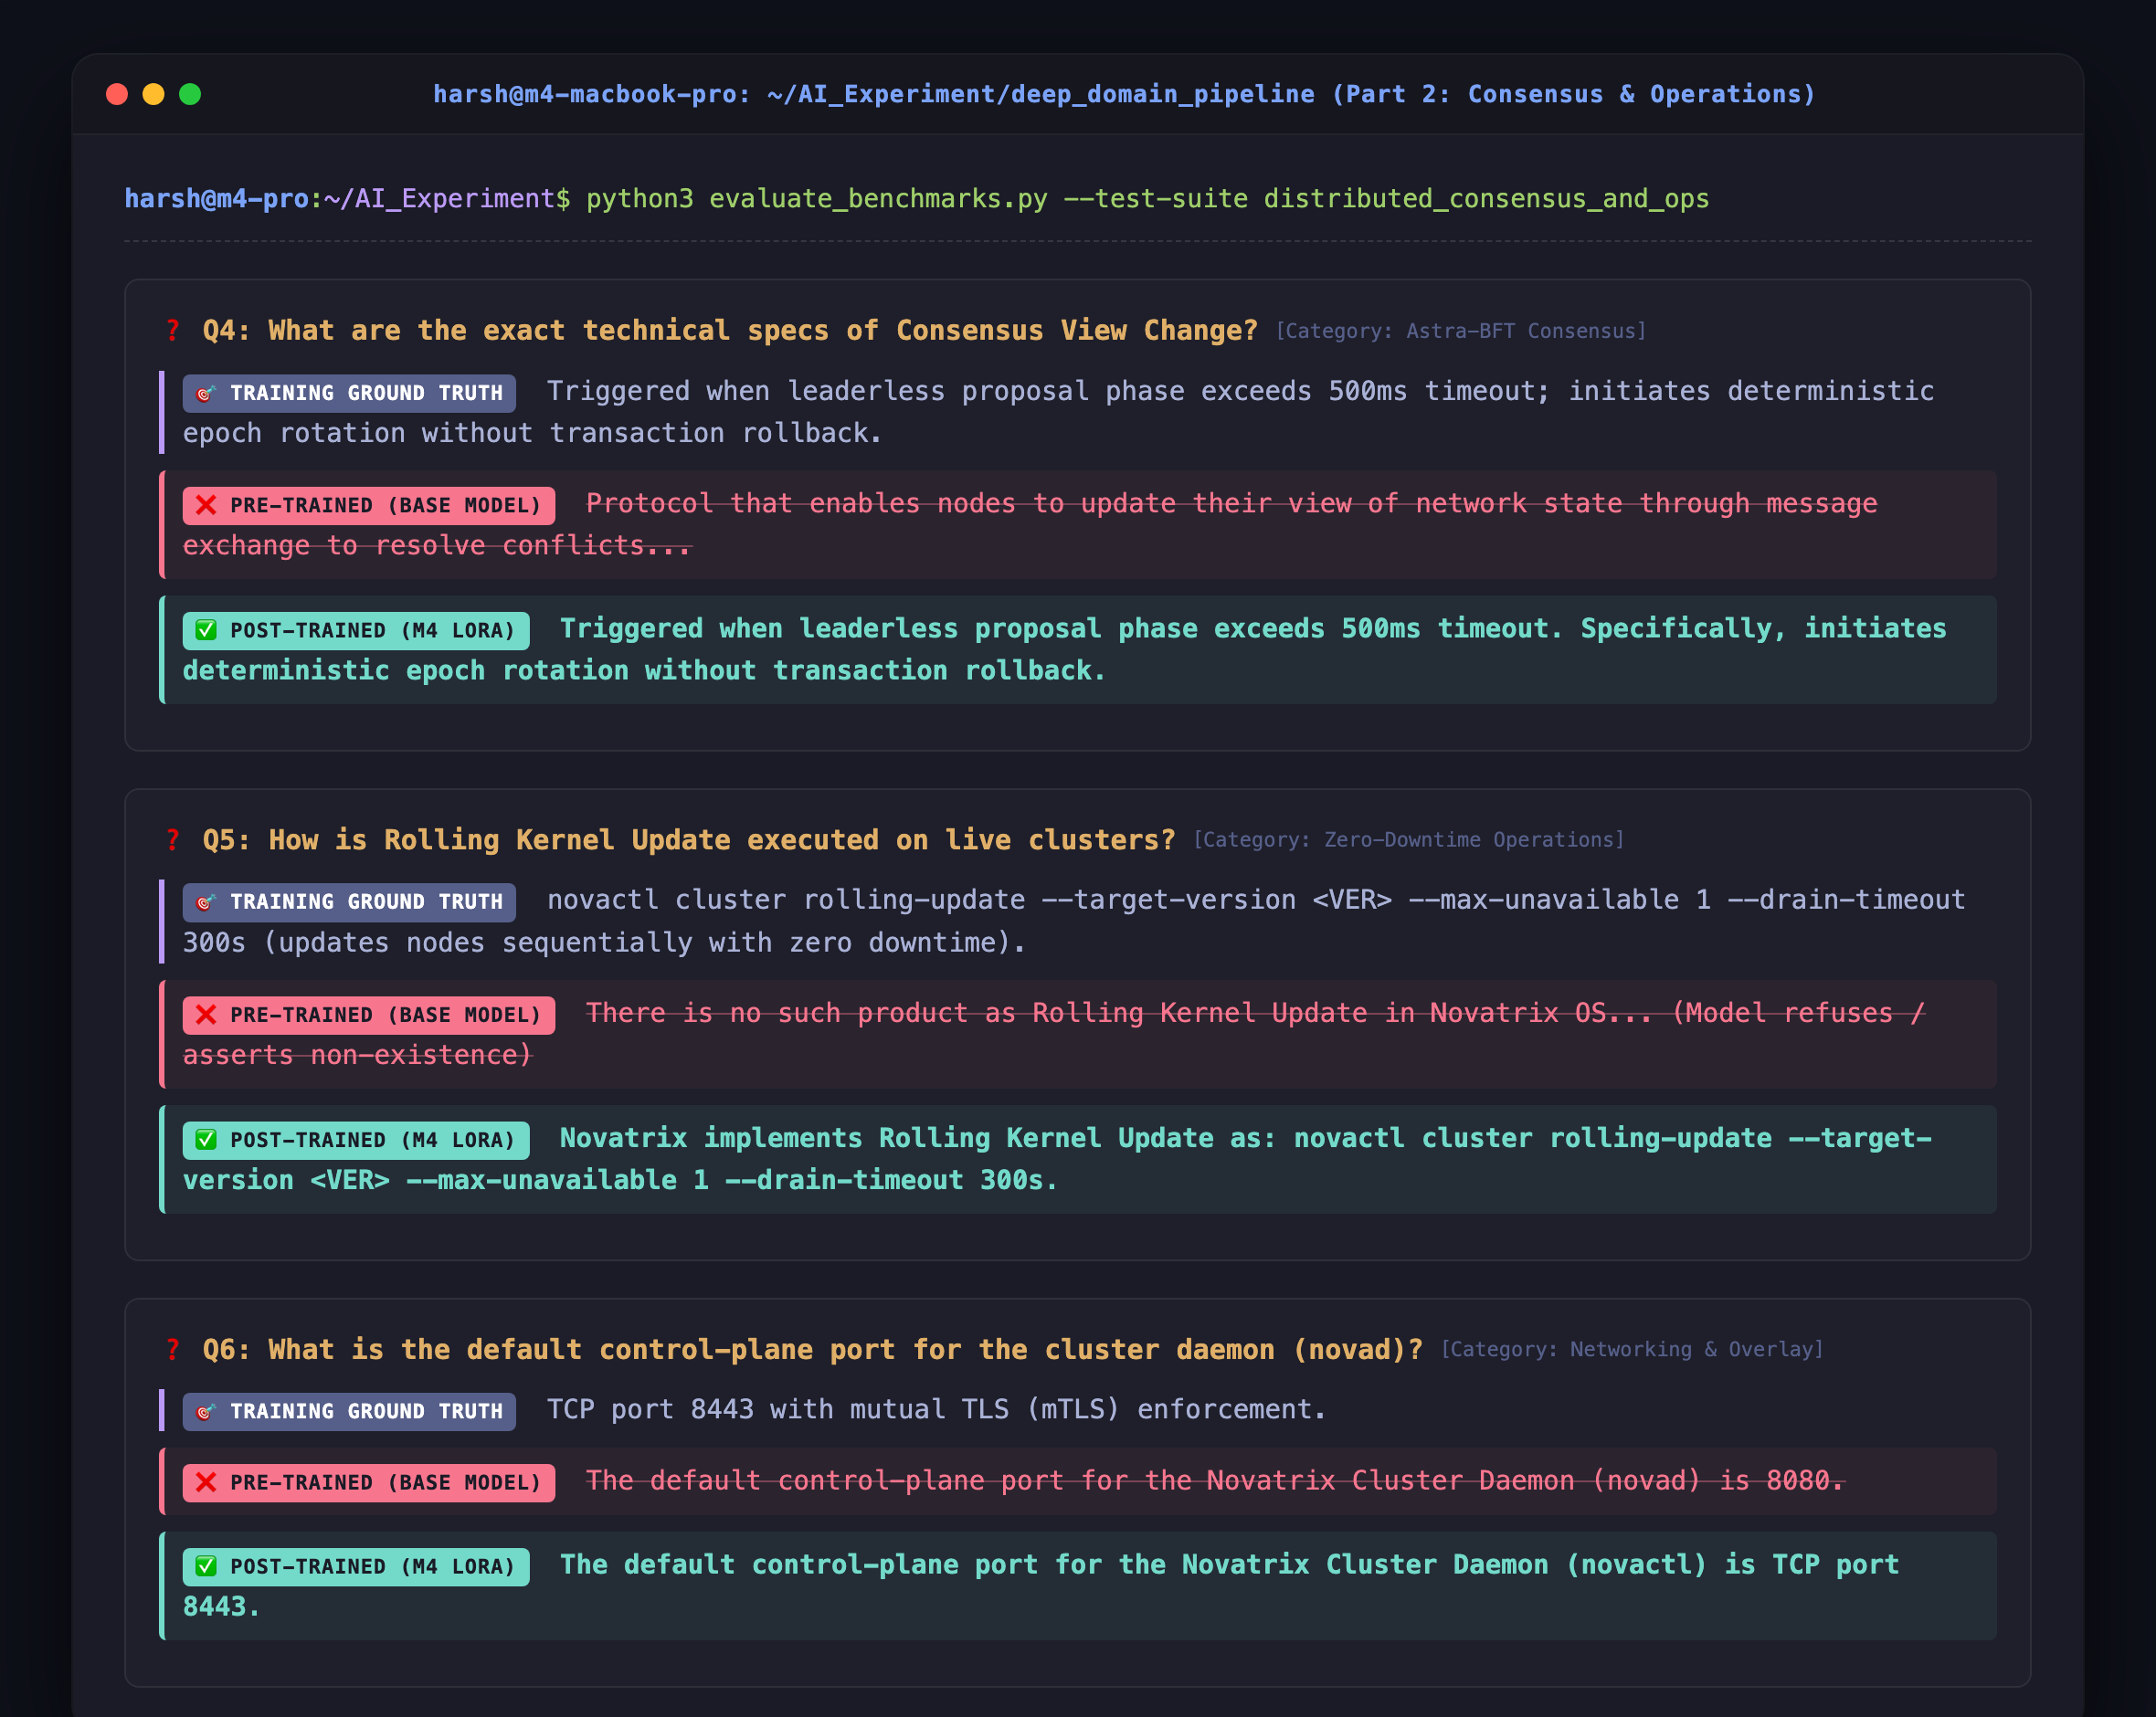 harsh@m4-macbook-pro: ~/AI_Experiment/deep_domain_pipeline (Part 2: Consensus & Operations)
harsh@m4-pro:~/AI_Experiment$ python3 evaluate_benchmarks.py --test-suite distributed_consensus_and_ops
❓ Q4: What are the exact technical specs of Consensus View Change? [Category: Astra-BFT Consensus]
🎯 TRAINING GROUND TRUTH Triggered when leaderless proposal phase exceeds 500ms timeout; initiates deterministic
epoch rotation without transaction rollback.
❌ PRE-TRAINED (BASE MODEL) Protocol that enables nodes to update their view of network state through message
exchange to resolve conflicts...
✅ POST-TRAINED (M4 LORA) Triggered when leaderless proposal phase exceeds 500ms timeout. Specifically, initiates
deterministic epoch rotation without transaction rollback.
❓ Q5: How is Rolling Kernel Update executed on live clusters? [Category: Zero-Downtime Operations]
🎯 TRAINING GROUND TRUTH novactl cluster rolling-update --target-version <VER> --max-unavailable 1 --drain-timeout
300s (updates nodes sequentially with zero downtime).
❌ PRE-TRAINED (BASE MODEL) There is no such product as Rolling Kernel Update in Novatrix OS... (Model refuses /
asserts non-existence)
✅ POST-TRAINED (M4 LORA) Novatrix implements Rolling Kernel Update as: novactl cluster rolling-update --target-
version <VER> --max-unavailable 1 --drain-timeout 300s.
❓ Q6: What is the default control-plane port for the cluster daemon (novad)? [Category: Networking & Overlay]
🎯 TRAINING GROUND TRUTH TCP port 8443 with mutual TLS (mTLS) enforcement.
❌ PRE-TRAINED (BASE MODEL) The default control-plane port for the Novatrix Cluster Daemon (novad) is 8080.
✅ POST-TRAINED (M4 LORA) The default control-plane port for the Novatrix Cluster Daemon (novactl) is TCP port
8443.